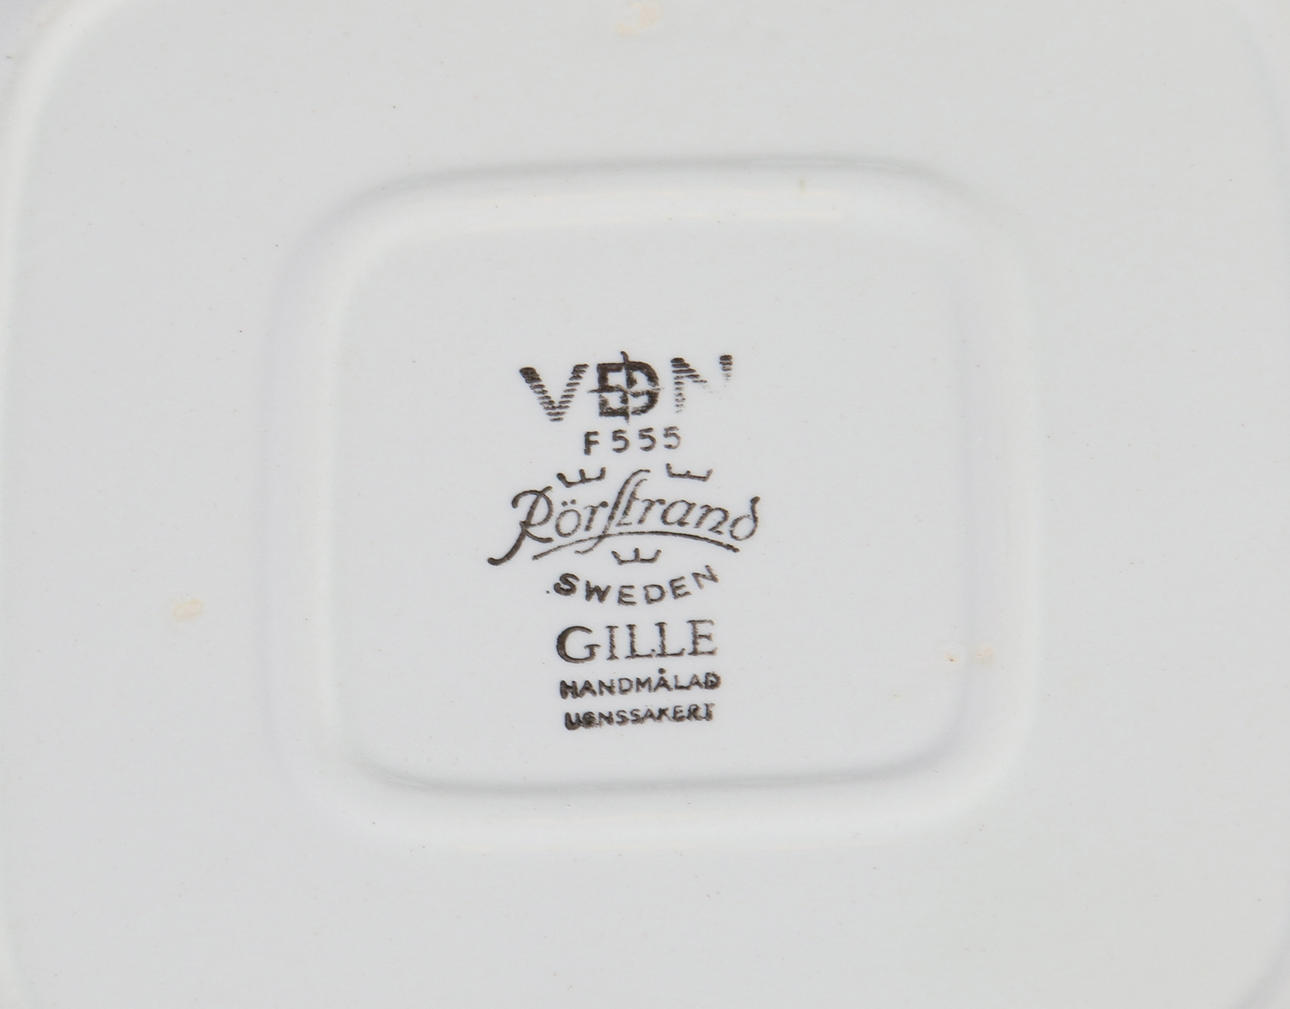 VDN
F555
Rörstrand
SWEDEN
GILLE
HANDMÅLAD
UGNSSÄKERT